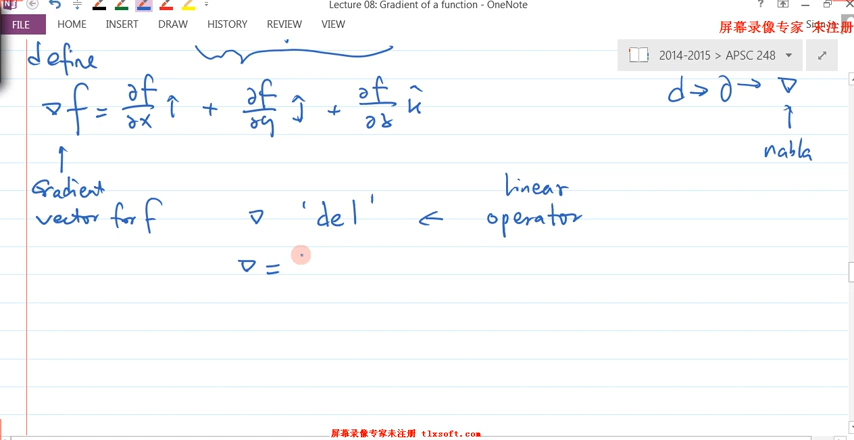 Lecture 08: Gradient of a function - OneNote
屏幕录像专家 未注册
FILE HOME INSERT DRAW HISTORY REVIEW VIEW
2014-2015 > APSC 248
define
∇f = ∂f/∂x î + ∂f/∂y ĵ + ∂f/∂z k̂
d → ∂ → ∇
nabla
Gradient
vector for f
∇ 'del' ← linear
operator
∇ =
屏幕录像专家未注册 tlxsoft.com